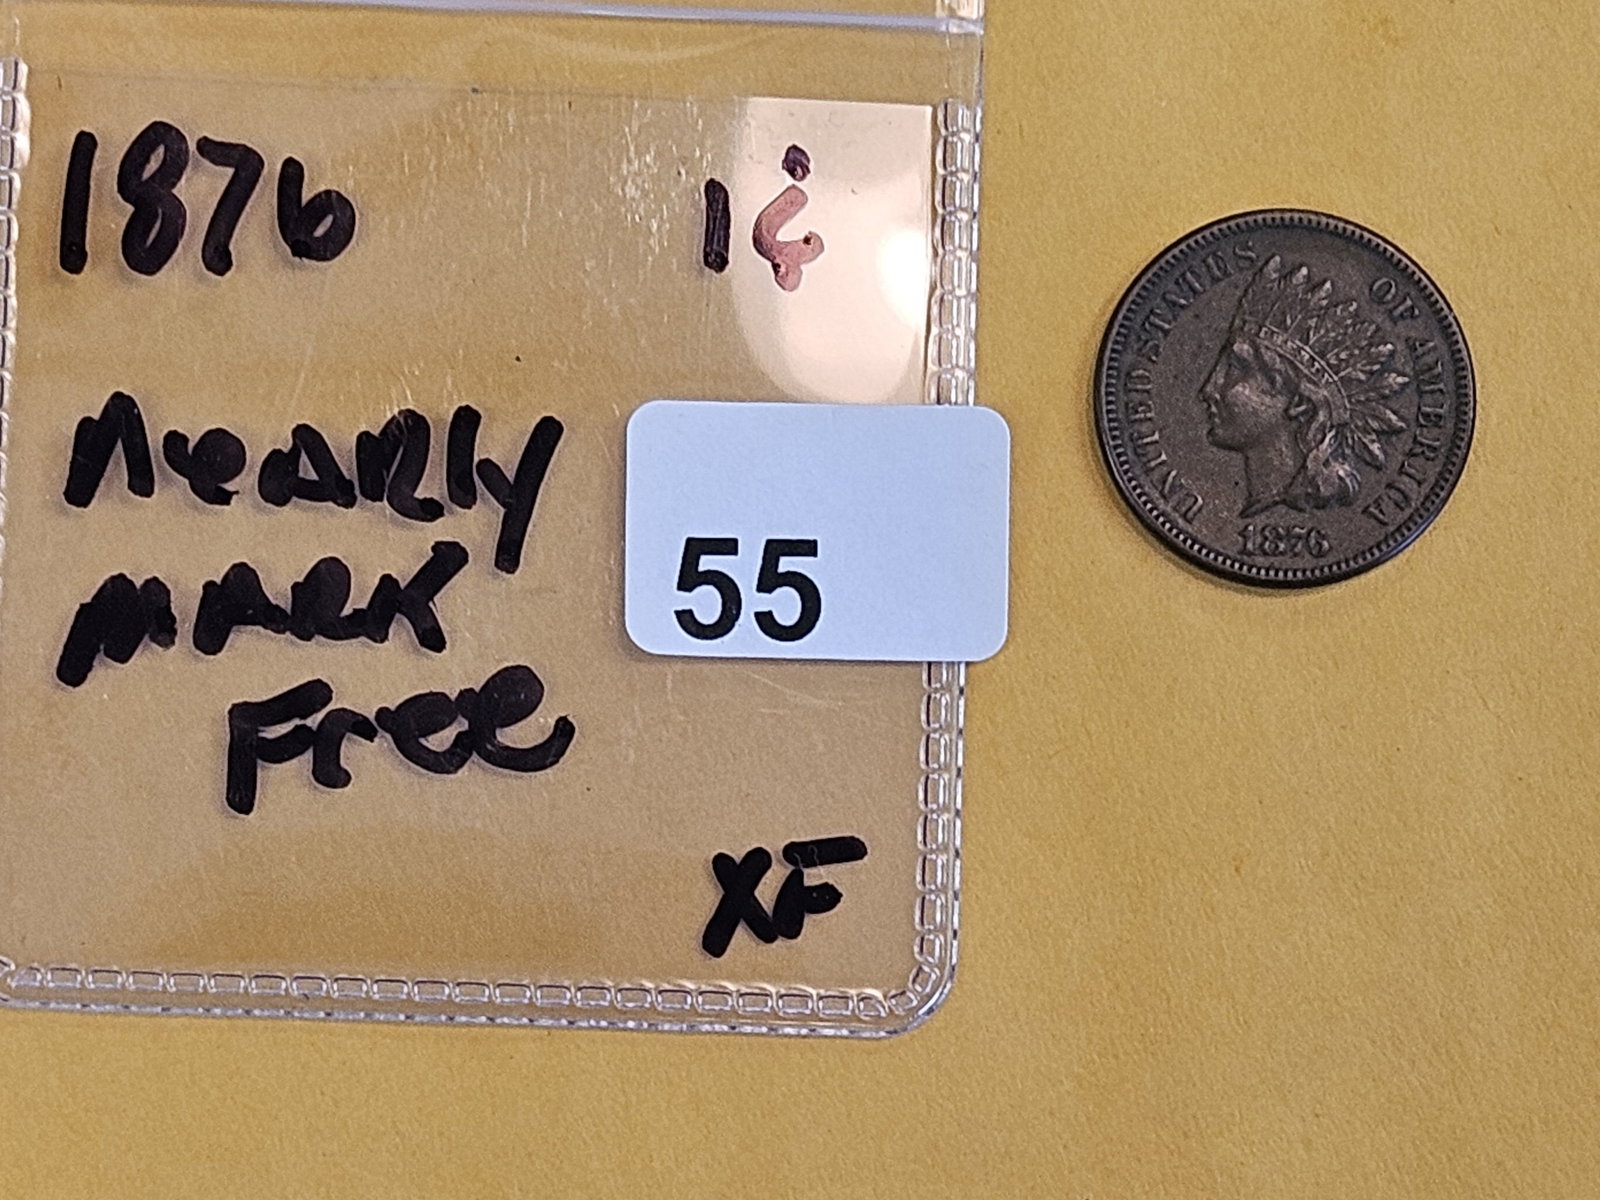 1876 1¢
NEARLY
MARK
Free
XF
55
UNITED STATES OF AMERICA
1876